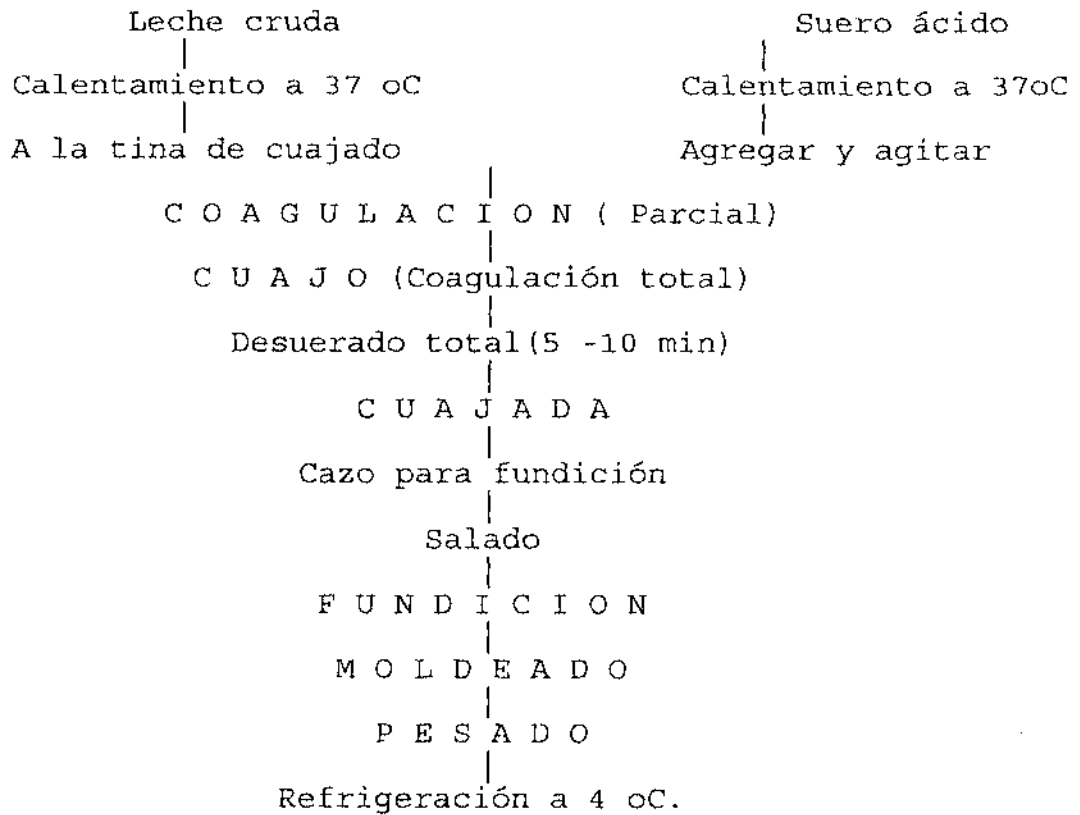 Leche cruda Suero ácido
Calentamiento a 37 oC Calentamiento a 37oC
A la tina de cuajado Agregar y agitar
C O A G U L A C I O N ( Parcial)
C U A J O (Coagulación total)
Desuerado total(5 -10 min)
C U A J A D A
Cazo para fundición
Salado
F U N D I C I O N
M O L D E A D O
P E S A D O
Refrigeración a 4 oC.